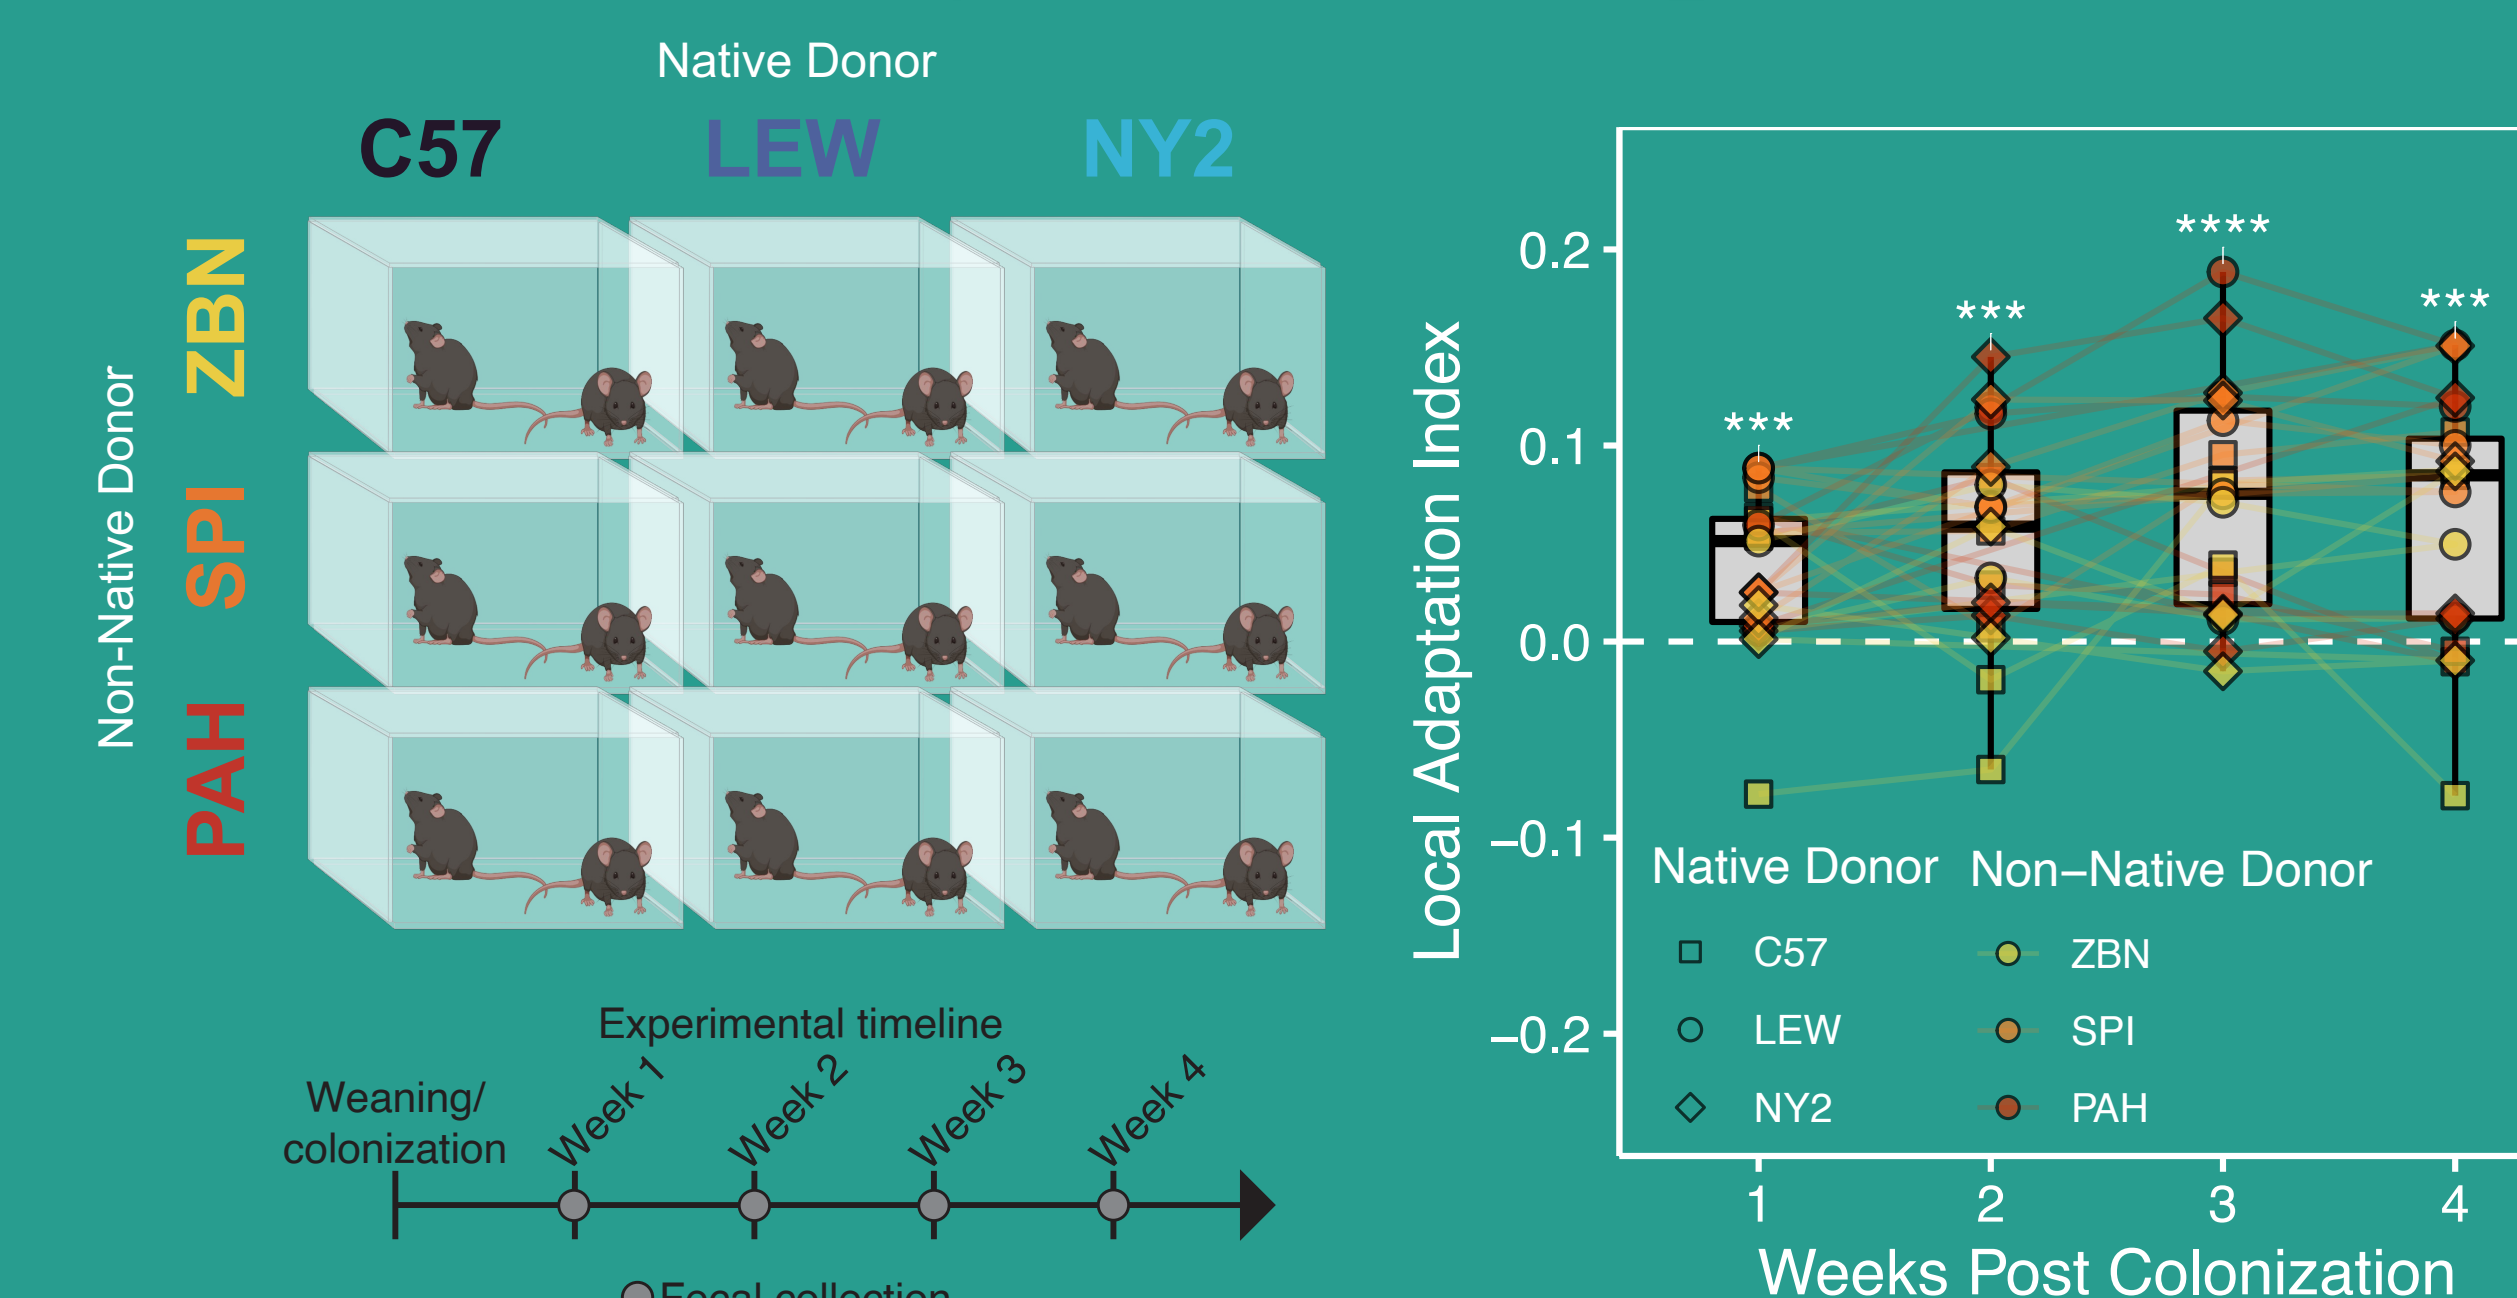 Native Donor
C57
LEW
NY2
Non-Native Donor
ZBN
SPI
PAH
Experimental timeline
Weaning/
colonization
Week 1
Week 2
Week 3
Week 4
Fecal collection
Local Adaptation Index
0.2
0.1
0.0
−0.1
−0.2
***
***
****
***
Native Donor
C57
LEW
NY2
Non−Native Donor
ZBN
SPI
PAH
1
2
3
4
Weeks Post Colonization